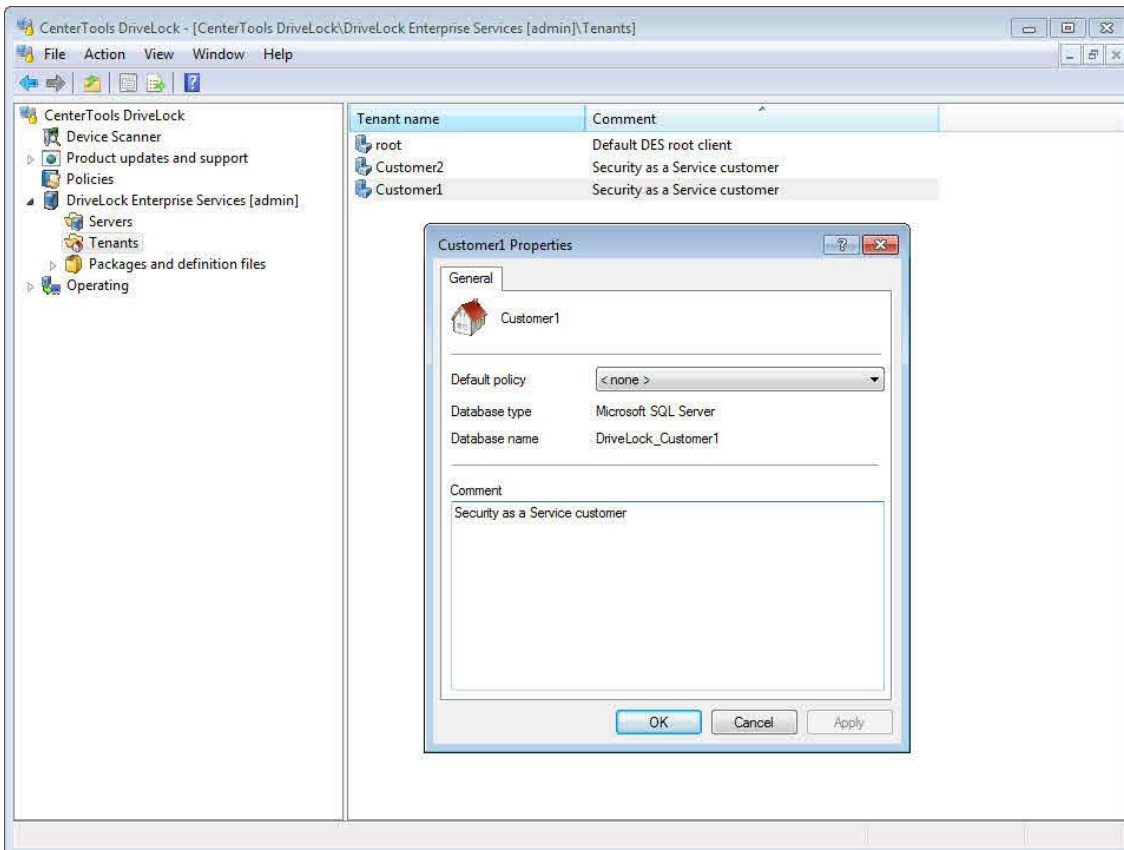 CenterTools DriveLock - [CenterTools DriveLock\DriveLock Enterprise Services [admin]\Tenants]
File Action View Window Help
CenterTools DriveLock
Device Scanner
Product updates and support
Policies
DriveLock Enterprise Services [admin]
Servers
Tenants
Packages and definition files
Operating
Tenant name Comment
root Default DES root client
Customer2 Security as a Service customer
Customer1 Security as a Service customer
Customer1 Properties
General
Customer1
Default policy < none >
Database type Microsoft SQL Server
Database name DriveLock_Customer1
Comment
Security as a Service customer
OK Cancel Apply